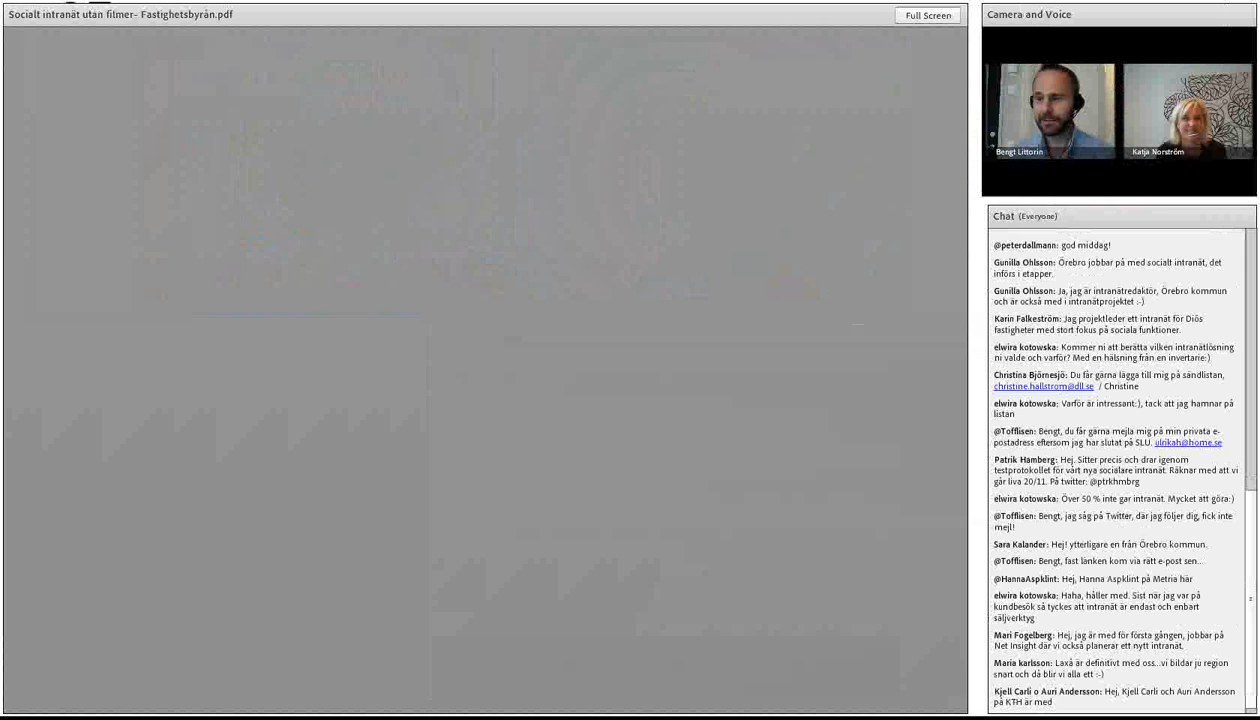 Socialt intranät utan filmer- Fastighetsbyrån.pdf
Full Screen
Camera and Voice
Bengt Littorin
Katja Norström
Chat (Everyone)
@peterdallmann: god middag!
Gunilla Ohlsson: Örebro jobbar på med socialt intranät, det
införs i etapper.
Gunilla Ohlsson: Ja, jag är intranätredaktör, Örebro kommun
och är också med i intranätprojektet :-)
Karin Falkeström: Jag projektleder ett intranät för Diös
fastigheter med stort fokus på sociala funktioner.
elwira kotowska: Kommer ni att berätta vilken intranätlösning
ni valde och varför? Med en hälsning från en invertarie:)
Christina Björnesjö: Du får gärna lägga till mig på sändlistan,
christine.hallstrom@dll.se / Christine
elwira kotowska: Varför är intressant:), tack att jag hamnar på
listan
@Tofflisen: Bengt, du får gärna mejla mig på min privata e-
postadress eftersom jag har slutat på SLU. ulrikah@home.se
Patrik Hamberg: Hej. Sitter precis och drar igenom
testprotokollet för vårt nya socialare intranät. Räknar med att vi
går liva 20/11. På twitter: @ptrkhmbrg
elwira kotowska: Över 50 % inte gar intranät. Mycket att göra:)
@Tofflisen: Bengt, jag såg på Twitter, där jag följer dig, fick inte
mejl!
Sara Kalander: Hej! ytterligare en från Örebro kommun.
@Tofflisen: Bengt, fast länken kom via rätt e-post sen...
@HannaAspklint: Hej, Hanna Aspklint på Metria här
elwira kotowska: Haha, håller med. Sist när jag var på
kundbesök så tyckes att intranät är endast och enbart
säljverktyg
Mari Fogelberg: Hej, jag är med för första gången, jobbar på
Net Insight där vi också planerar ett nytt intranät.
Maria karlsson: Laxå är definitivt med oss...vi bildar ju region
snart och då blir vi alla ett :-)
Kjell Carli o Auri Andersson: Hej, Kjell Carli och Auri Andersson
på KTH är med